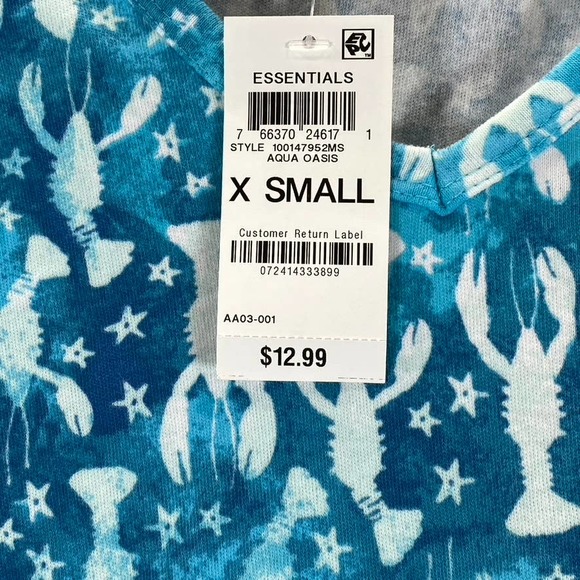 ESSENTIALS
7 66370 24617 1
STYLE 100147952MS
AQUA OASIS
X SMALL
Customer Return Label
072414333899
AA03-001
$12.99